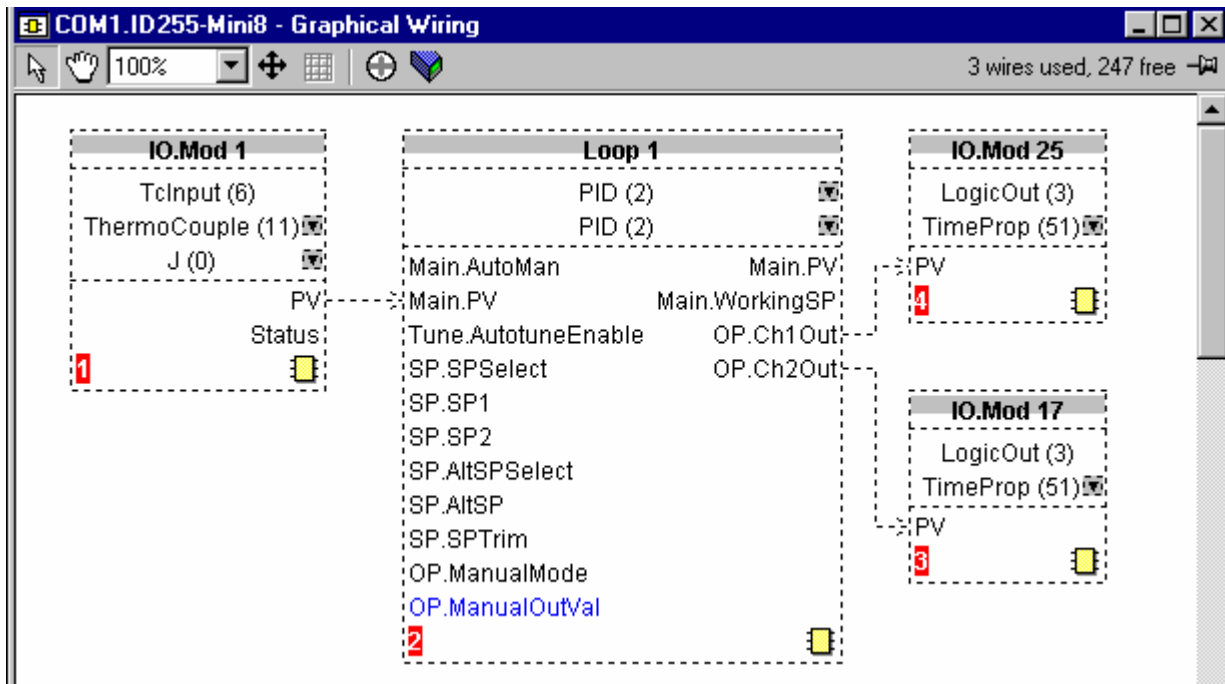 COM1.ID255-Mini8 - Graphical Wiring
100%
3 wires used, 247 free
IO.Mod 1
TcInput (6)
ThermoCouple (11)
J (0)
PV
Status
1
Loop 1
PID (2)
PID (2)
Main.AutoMan Main.PV
Main.PV Main.WorkingSP
Tune.AutotuneEnable OP.Ch1Out
SP.SPSelect OP.Ch2Out
SP.SP1
SP.SP2
SP.AltSPSelect
SP.AltSP
SP.SPTrim
OP.ManualMode
OP.ManualOutVal
2
IO.Mod 25
LogicOut (3)
TimeProp (51)
PV
4
IO.Mod 17
LogicOut (3)
TimeProp (51)
PV
3